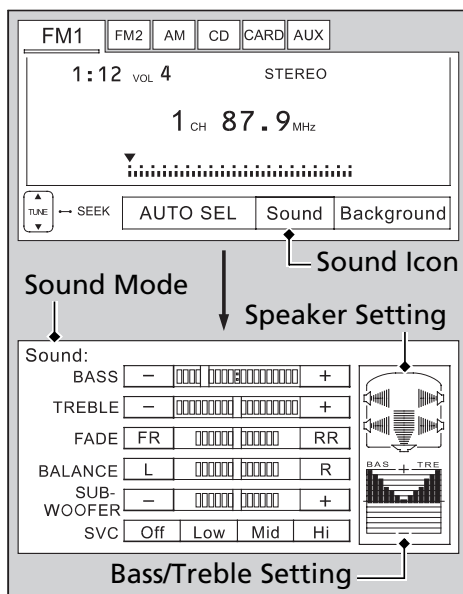 FM1 FM2 AM CD CARD AUX
1:12 VOL 4 STEREO
1 CH 87.9 MHz
TUNE SEEK AUTO SEL Sound Background
Sound Icon
Sound Mode
Speaker Setting
Sound:
BASS - +
TREBLE - +
FADE FR RR
BALANCE L R
SUB-
WOOFER - +
SVC Off Low Mid Hi
BAS + TRE
Bass/Treble Setting